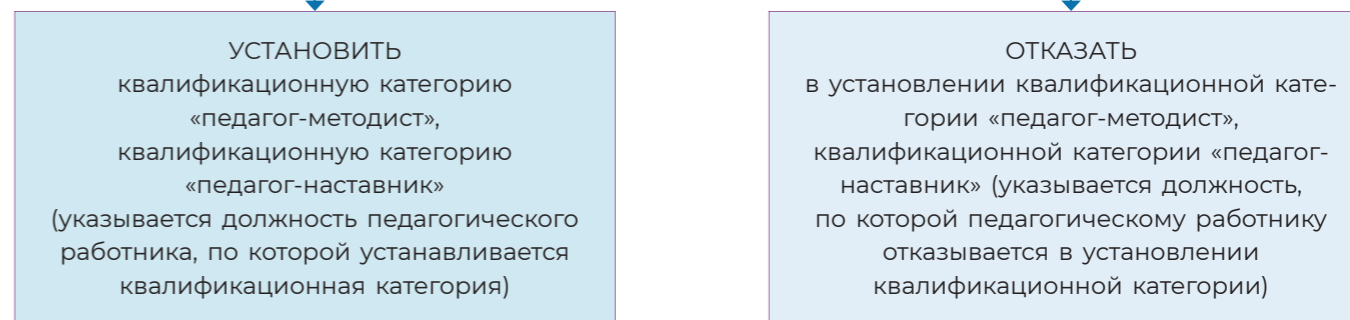 УСТАНОВИТЬ
квалификационную категорию
«педагог-методист»,
квалификационную категорию
«педагог-наставник»
(указывается должность педагогического
работника, по которой устанавливается
квалификационная категория)
ОТКАЗАТЬ
в установлении квалификационной кате-
гории «педагог-методист»,
квалификационной категории «педагог-
наставник» (указывается должность,
по которой педагогическому работнику
отказывается в установлении
квалификационной категории)